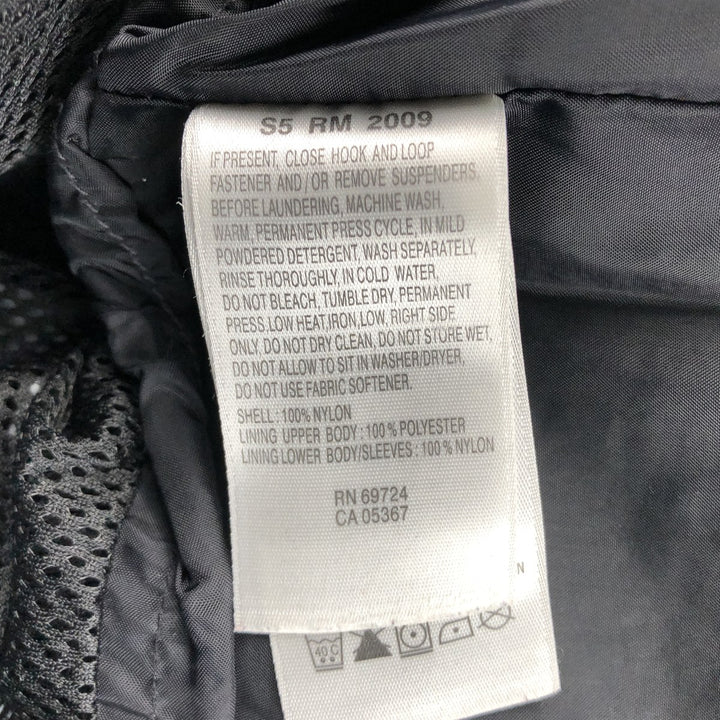 S5 RM 2009
IF PRESENT, CLOSE HOOK AND LOOP
FASTENER AND/OR REMOVE SUSPENDERS,
BEFORE LAUNDERING, MACHINE WASH,
WARM, PERMANENT PRESS CYCLE, IN MILD
POWDERED DETERGENT, WASH SEPARATELY,
RINSE THOROUGHLY, IN COLD WATER,
DO NOT BLEACH, TUMBLE DRY, PERMANENT
PRESS, LOW HEAT, IRON, LOW, RIGHT SIDE
ONLY, DO NOT DRY CLEAN, DO NOT STORE WET,
DO NOT ALLOW TO SIT IN WASHER/DRYER,
DO NOT USE FABRIC SOFTENER.
SHELL : 100% NYLON
LINING UPPER BODY : 100% POLYESTER
LINING LOWER BODY/SLEEVES : 100% NYLON
RN 69724
CA 05367
N
40 C